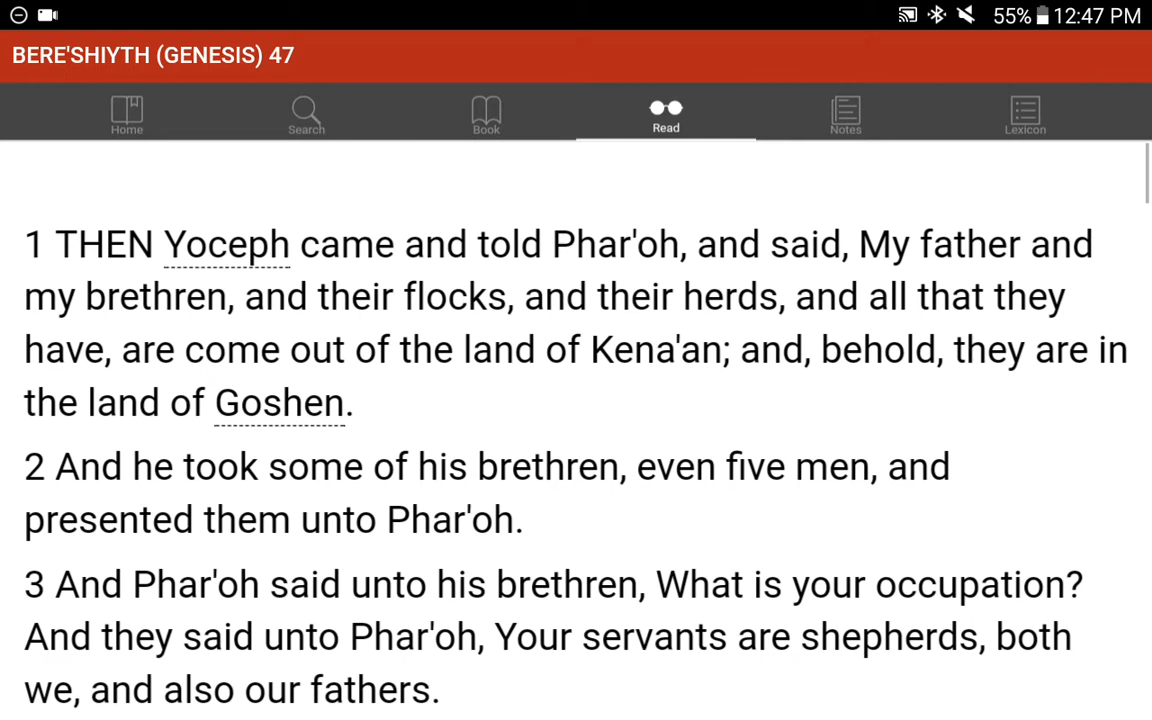 55% 12:47 PM
BERE'SHIYTH (GENESIS) 47
Home Search Book Read Notes Lexicon
1 THEN Yoceph came and told Phar'oh, and said, My father and
my brethren, and their flocks, and their herds, and all that they
have, are come out of the land of Kena'an; and, behold, they are in
the land of Goshen.
2 And he took some of his brethren, even five men, and
presented them unto Phar'oh.
3 And Phar'oh said unto his brethren, What is your occupation?
And they said unto Phar'oh, Your servants are shepherds, both
we, and also our fathers.